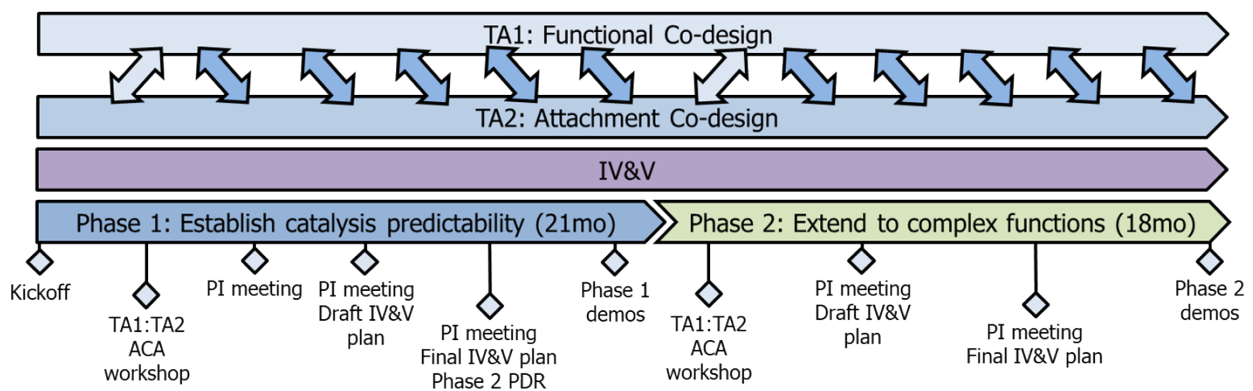 TA1: Functional Co-design
TA2: Attachment Co-design
IV&V
Phase 1: Establish catalysis predictability (21mo)
Phase 2: Extend to complex functions (18mo)
Kickoff
TA1:TA2
ACA
workshop
PI meeting
PI meeting
Draft IV&V
plan
PI meeting
Final IV&V plan
Phase 2 PDR
Phase 1
demos
TA1:TA2
ACA
workshop
PI meeting
Draft IV&V
plan
PI meeting
Final IV&V plan
Phase 2
demos